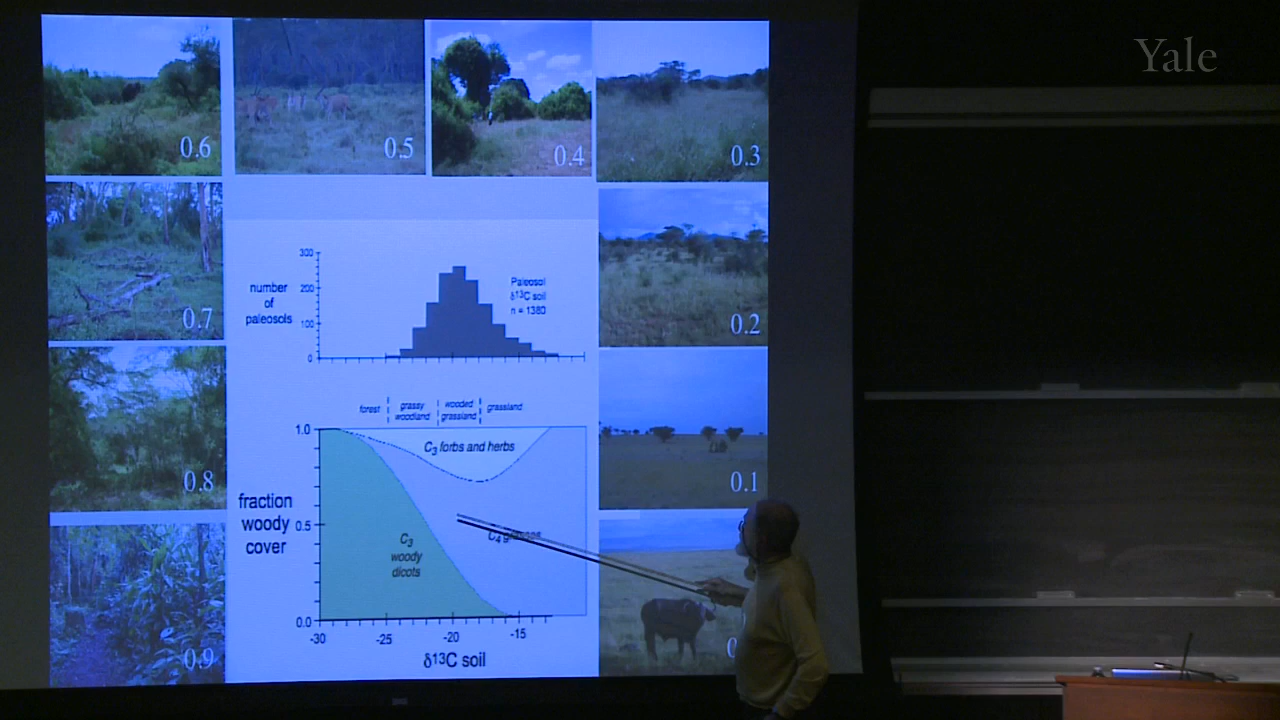 Yale
0.6
0.5
0.4
0.3
0.7
0.2
0.8
0.1
0.9
300
200
100
0
number
of
paleosols
Paleosol
δ13C soil
n = 1380
forest
grassy
woodland
wooded
grassland
grassland
1.0
0.5
0.0
fraction
woody
cover
C3 forbs and herbs
C4 grasses
C3
woody
dicots
-30
-25
-20
-15
δ13C soil